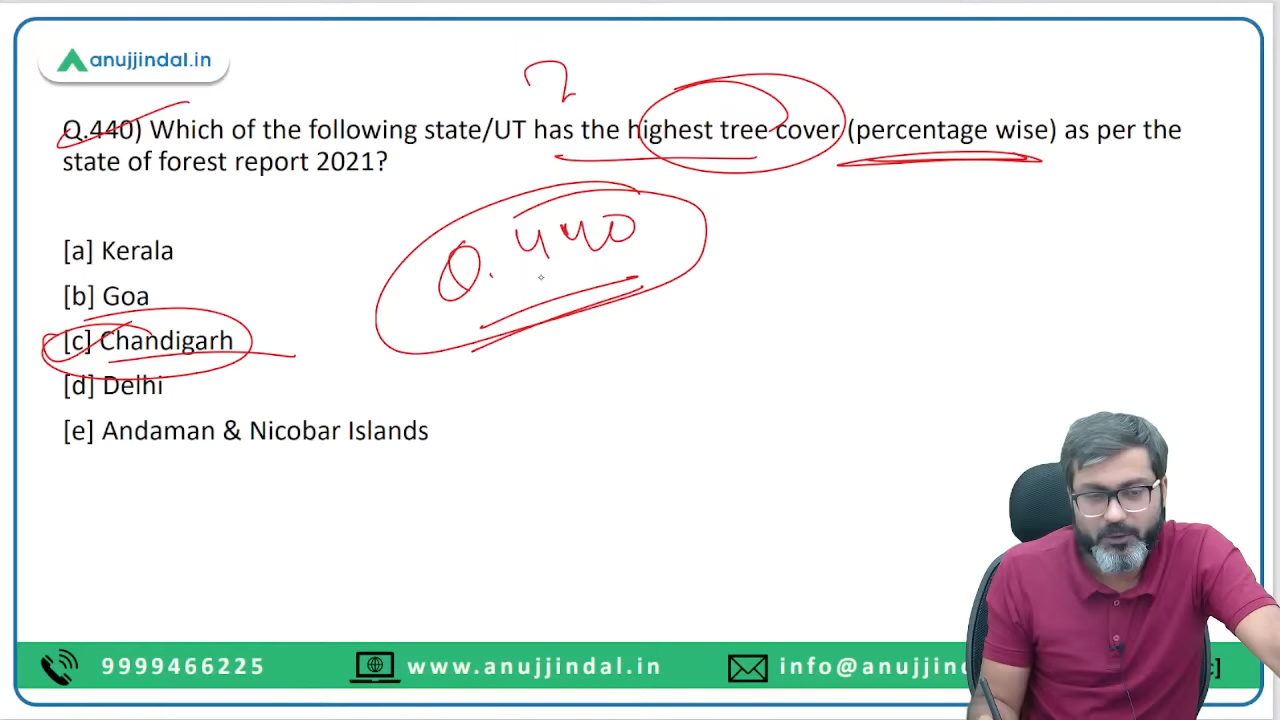 anujjindal.in
?
Q.440) Which of the following state/UT has the highest tree cover (percentage wise) as per the
state of forest report 2021?
Q.440
[a] Kerala
[b] Goa
[c] Chandigarh
[d] Delhi
[e] Andaman & Nicobar Islands
9999466225 www.anujjindal.in info@anujjin c]